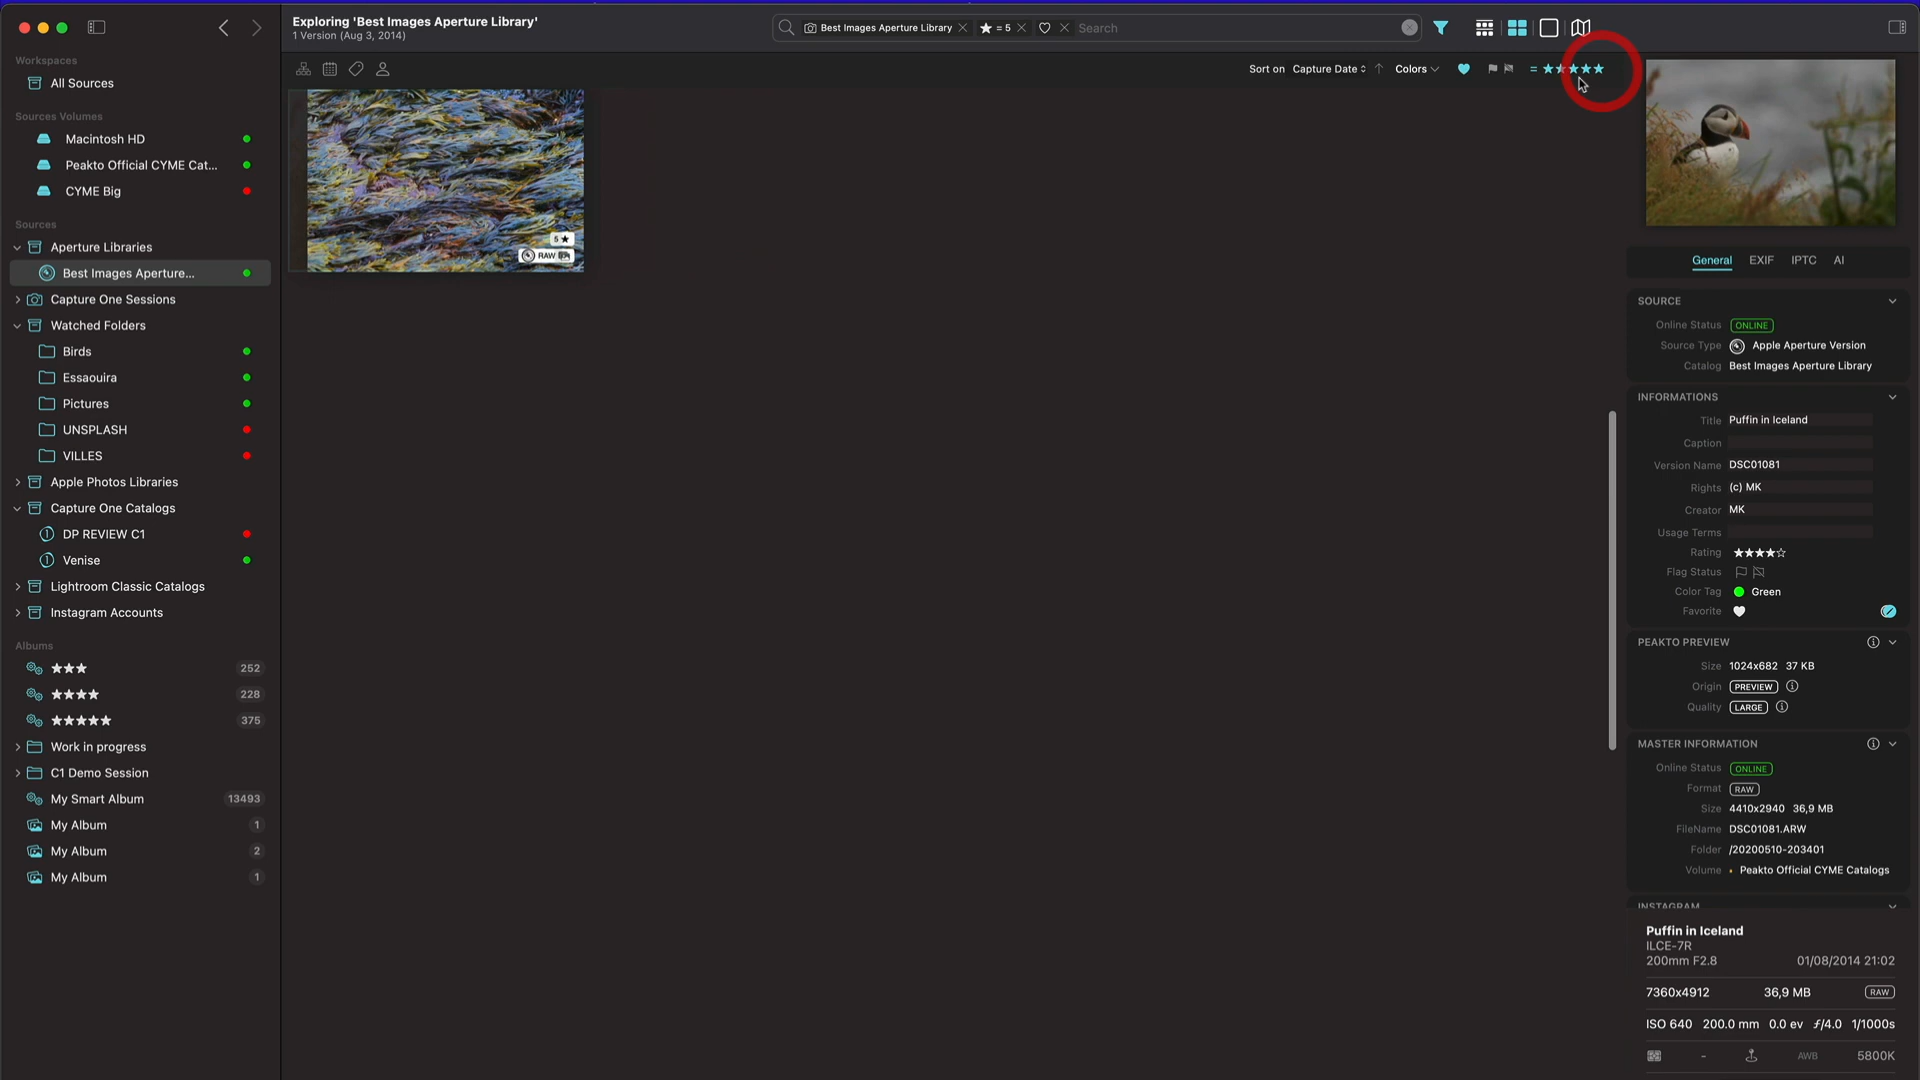 Exploring 'Best Images Aperture Library'
1 Version (Aug 3, 2014)
Best Images Aperture Library
★ = 5
Search
Workspaces
All Sources
Sources Volumes
Macintosh HD
Peakto Official CYME Cat...
CYME Big
Sources
Aperture Libraries
Best Images Aperture...
Capture One Sessions
Watched Folders
Birds
Essaouira
Pictures
UNSPLASH
VILLES
Apple Photos Libraries
Capture One Catalogs
DP REVIEW C1
Venise
Lightroom Classic Catalogs
Instagram Accounts
Albums
★★★ 252
★★★★ 228
★★★★★ 375
Work in progress
C1 Demo Session
My Smart Album 13493
My Album 1
My Album 2
My Album 1
Sort on Capture Date Colors = ★★★★★
5 ★
RAW
General EXIF IPTC AI
SOURCE
Online Status ONLINE
Source Type Apple Aperture Version
Catalog Best Images Aperture Library
INFORMATIONS
Title Puffin in Iceland
Caption
Version Name DSC01081
Rights (c) MK
Creator MK
Usage Terms
Rating ★★★★☆
Flag Status
Color Tag Green
Favorite
PEAKTO PREVIEW
Size 1024x682 37 KB
Origin PREVIEW
Quality LARGE
MASTER INFORMATION
Online Status ONLINE
Format RAW
Size 4410x2940 36,9 MB
FileName DSC01081.ARW
Folder /20200510-203401
Volume Peakto Official CYME Catalogs
INSTAGRAM
Puffin in Iceland
ILCE-7R
200mm F2.8 01/08/2014 21:02
7360x4912 36,9 MB RAW
ISO 640 200.0 mm 0.0 ev ƒ/4.0 1/1000s
- AWB 5800K